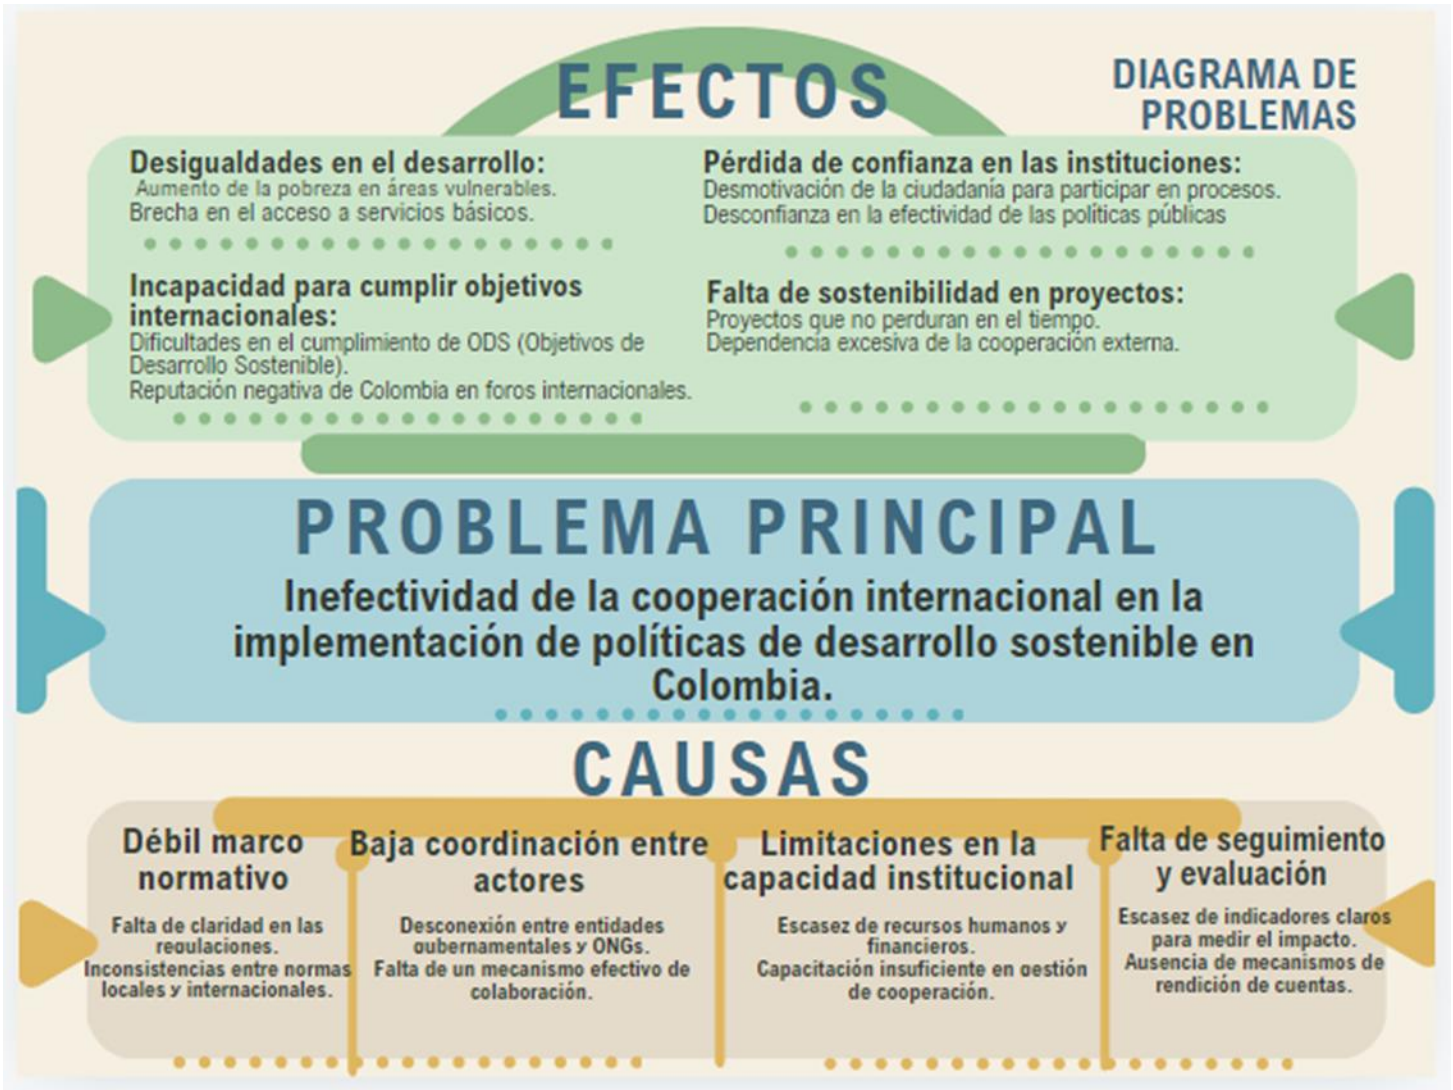 EFECTOS
DIAGRAMA DE
PROBLEMAS
Desigualdades en el desarrollo:
Aumento de la pobreza en áreas vulnerables.
Brecha en el acceso a servicios básicos.
Pérdida de confianza en las instituciones:
Desmotivación de la ciudadanía para participar en procesos.
Desconfianza en la efectividad de las políticas públicas
Incapacidad para cumplir objetivos
internacionales:
Dificultades en el cumplimiento de ODS (Objetivos de
Desarrollo Sostenible).
Reputación negativa de Colombia en foros internacionales.
Falta de sostenibilidad en proyectos:
Proyectos que no perduran en el tiempo.
Dependencia excesiva de la cooperación externa.
PROBLEMA PRINCIPAL
Inefectividad de la cooperación internacional en la
implementación de políticas de desarrollo sostenible en
Colombia.
CAUSAS
Débil marco
normativo
Falta de claridad en las
regulaciones.
Inconsistencias entre normas
locales y internacionales.
Baja coordinación entre
actores
Desconexión entre entidades
gubernamentales y ONGs.
Falta de un mecanismo efectivo de
colaboración.
Limitaciones en la
capacidad institucional
Escasez de recursos humanos y
financieros.
Capacitación insuficiente en gestión
de cooperación.
Falta de seguimiento
y evaluación
Escasez de indicadores claros
para medir el impacto.
Ausencia de mecanismos de
rendición de cuentas.